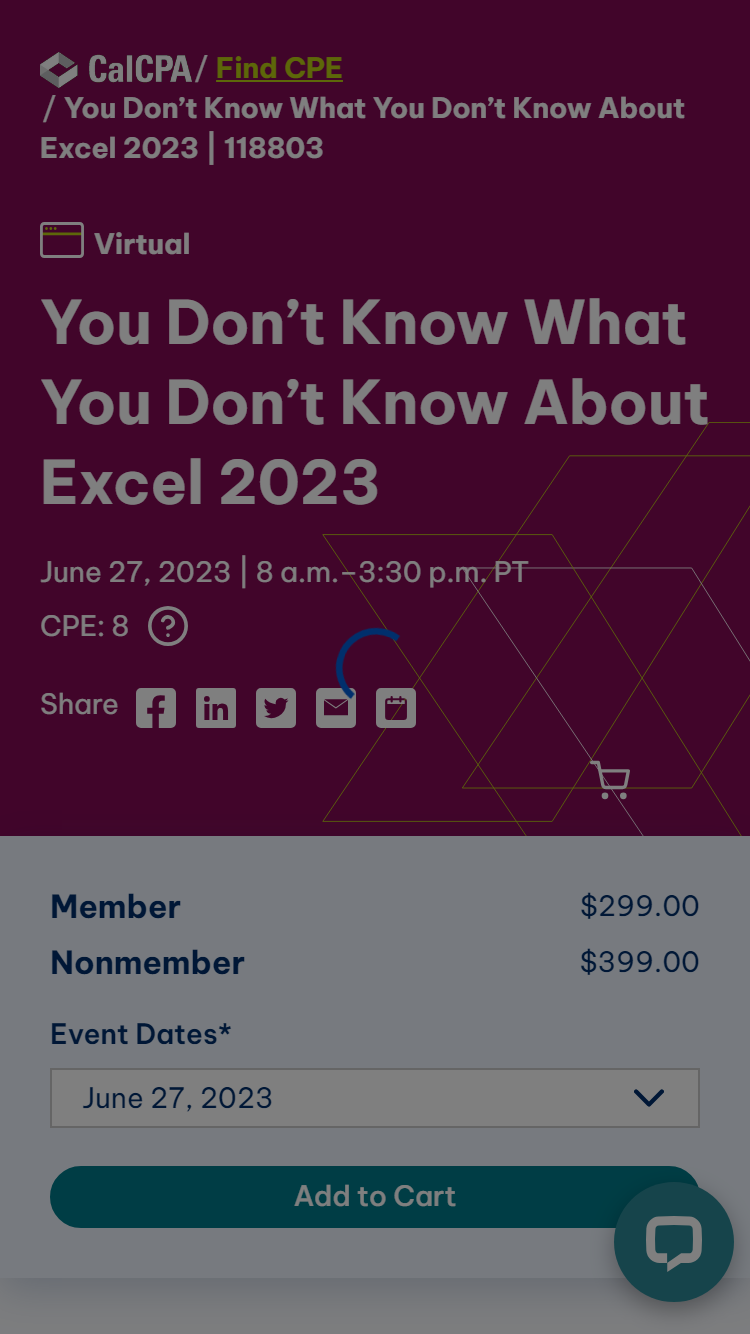 CalCPA / Find CPE
/ You Don’t Know What You Don’t Know About
Excel 2023 | 118803
Virtual
You Don’t Know What
You Don’t Know About
Excel 2023
June 27, 2023 | 8 a.m.–3:30 p.m. PT
CPE: 8 ?
Share
Member $299.00
Nonmember $399.00
Event Dates*
June 27, 2023
Add to Cart